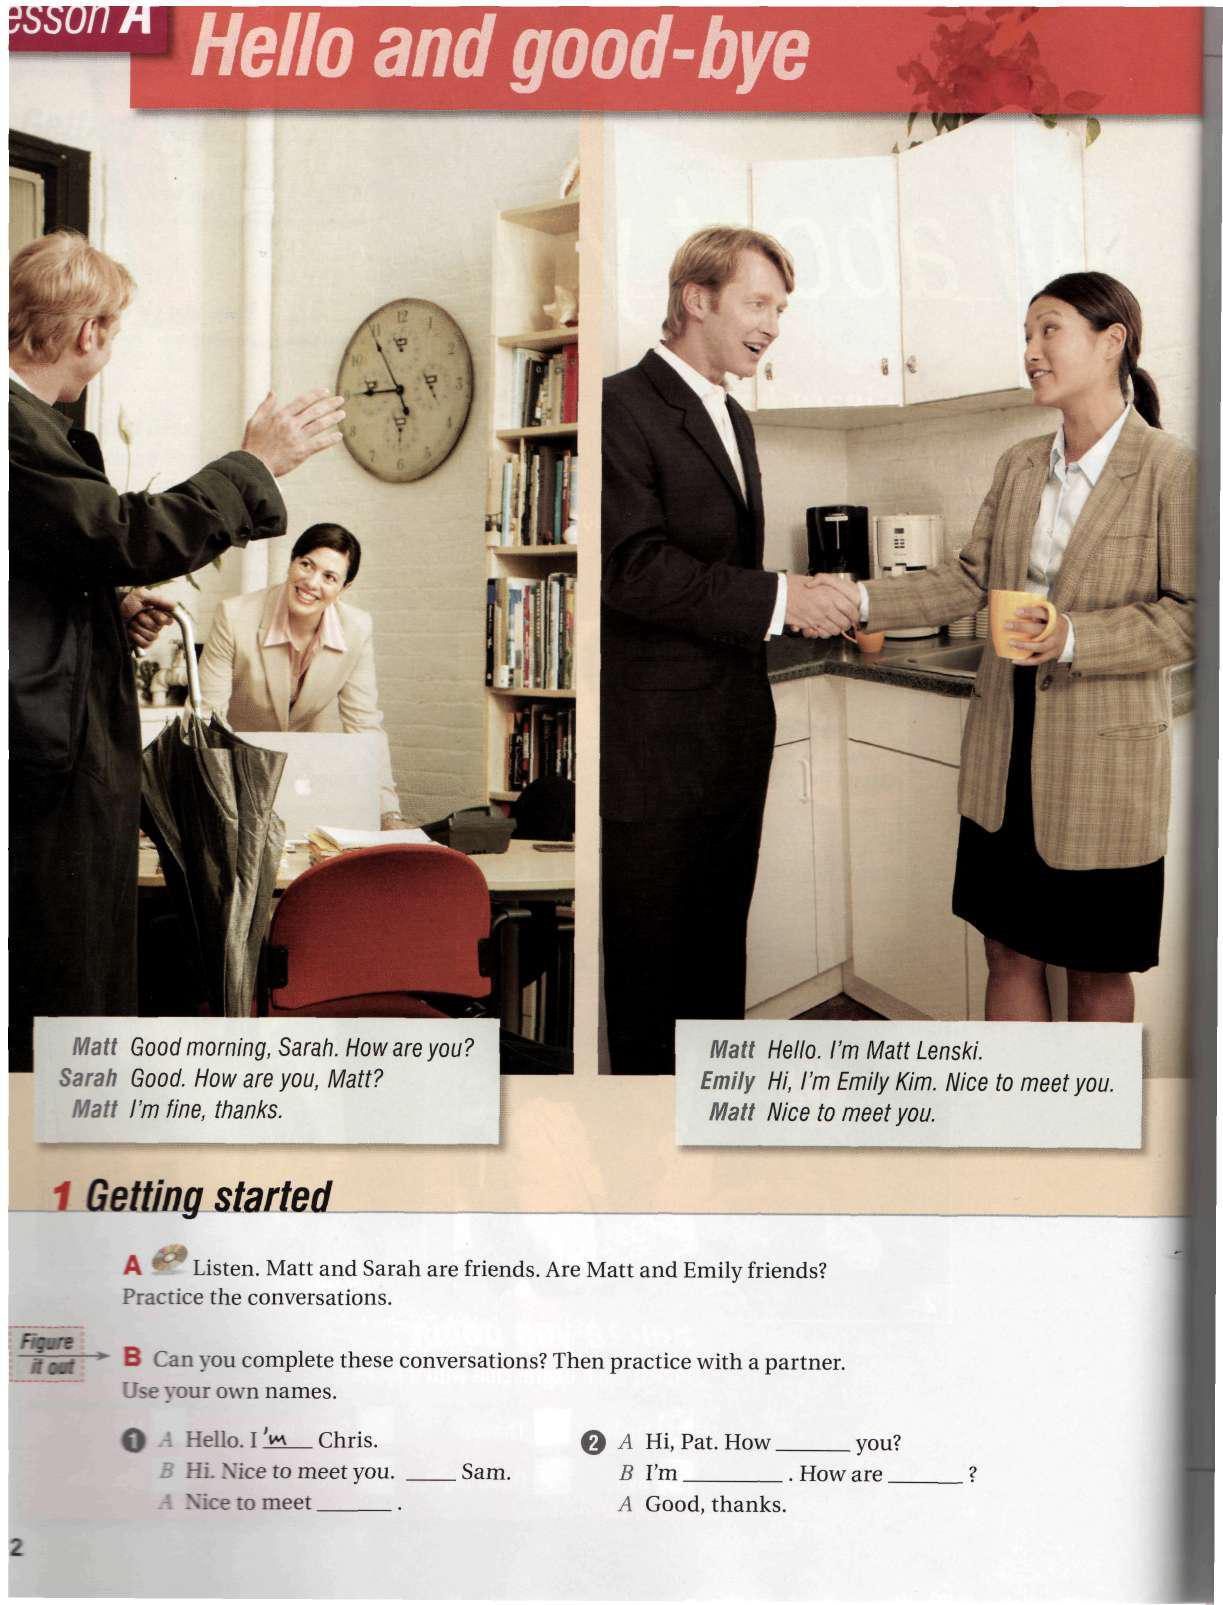 esson A
Hello and good-bye
Matt Good morning, Sarah. How are you?
Sarah Good. How are you, Matt?
Matt I'm fine, thanks.
Matt Hello. I'm Matt Lenski.
Emily Hi, I'm Emily Kim. Nice to meet you.
Matt Nice to meet you.
1 Getting started
A Listen. Matt and Sarah are friends. Are Matt and Emily friends?
Practice the conversations.
Figure
it out
B Can you complete these conversations? Then practice with a partner.
Use your own names.
1 A Hello. I 'm Chris.
B Hi. Nice to meet you. ____ Sam.
A Nice to meet ______ .
2 A Hi, Pat. How ______ you?
B I'm ________ . How are ______ ?
A Good, thanks.
2